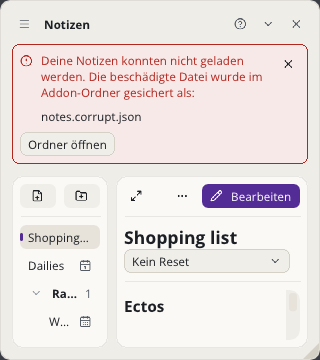 Notizen
Deine Notizen konnten nicht geladen
werden. Die beschädigte Datei wurde im
Addon-Ordner gesichert als:
notes.corrupt.json
Ordner öffnen
Bearbeiten
Shopping...
Dailies
Ra... 1
W...
Shopping list
Kein Reset
Ectos